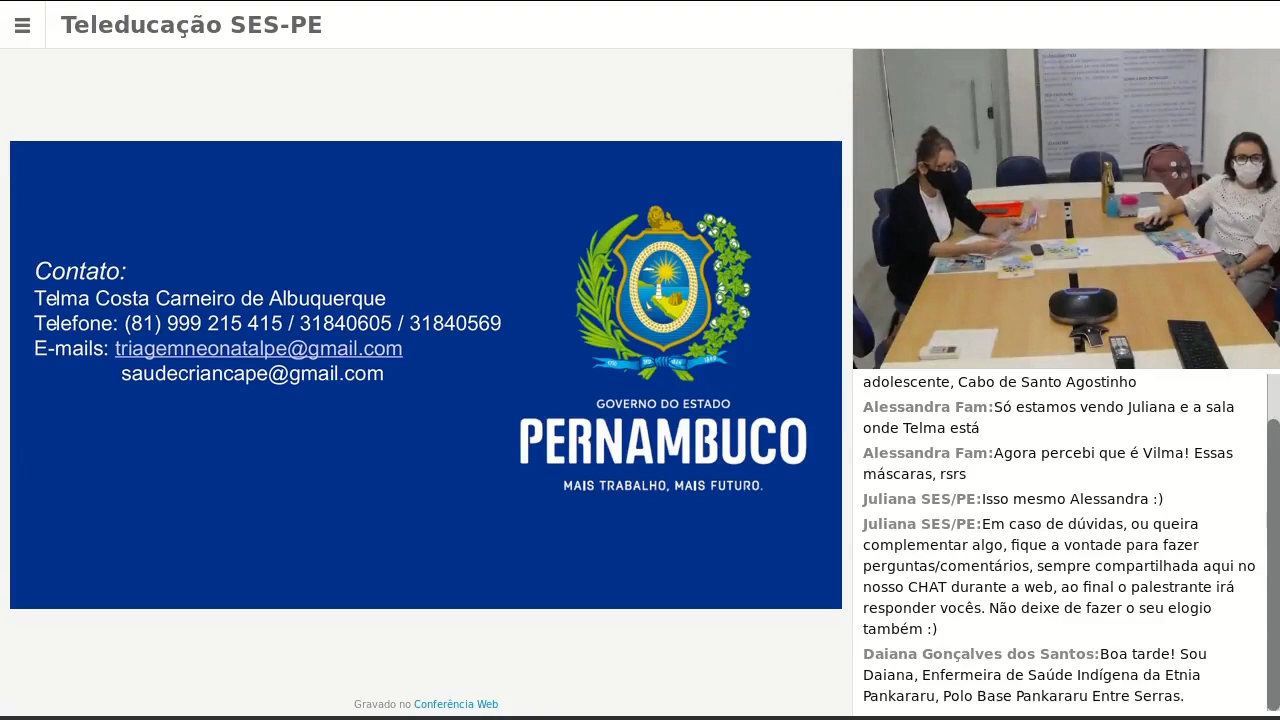 Teleducação SES-PE
Contato:
Telma Costa Carneiro de Albuquerque
Telefone: (81) 999 215 415 / 31840605 / 31840569
E-mails: triagemneonatalpe@gmail.com
saudecriancape@gmail.com
GOVERNO DO ESTADO
PERNAMBUCO
MAIS TRABALHO, MAIS FUTURO.
adolescente, Cabo de Santo Agostinho
Alessandra Fam:Só estamos vendo Juliana e a sala
onde Telma está
Alessandra Fam:Agora percebi que é Vilma! Essas
máscaras, rsrs
Juliana SES/PE:Isso mesmo Alessandra :)
Juliana SES/PE:Em caso de dúvidas, ou queira
complementar algo, fique a vontade para fazer
perguntas/comentários, sempre compartilhada aqui no
nosso CHAT durante a web, ao final o palestrante irá
responder vocês. Não deixe de fazer o seu elogio
também :)
Daiana Gonçalves dos Santos:Boa tarde! Sou
Daiana, Enfermeira de Saúde Indígena da Etnia
Pankararu, Polo Base Pankararu Entre Serras.
Gravado no Conferência Web